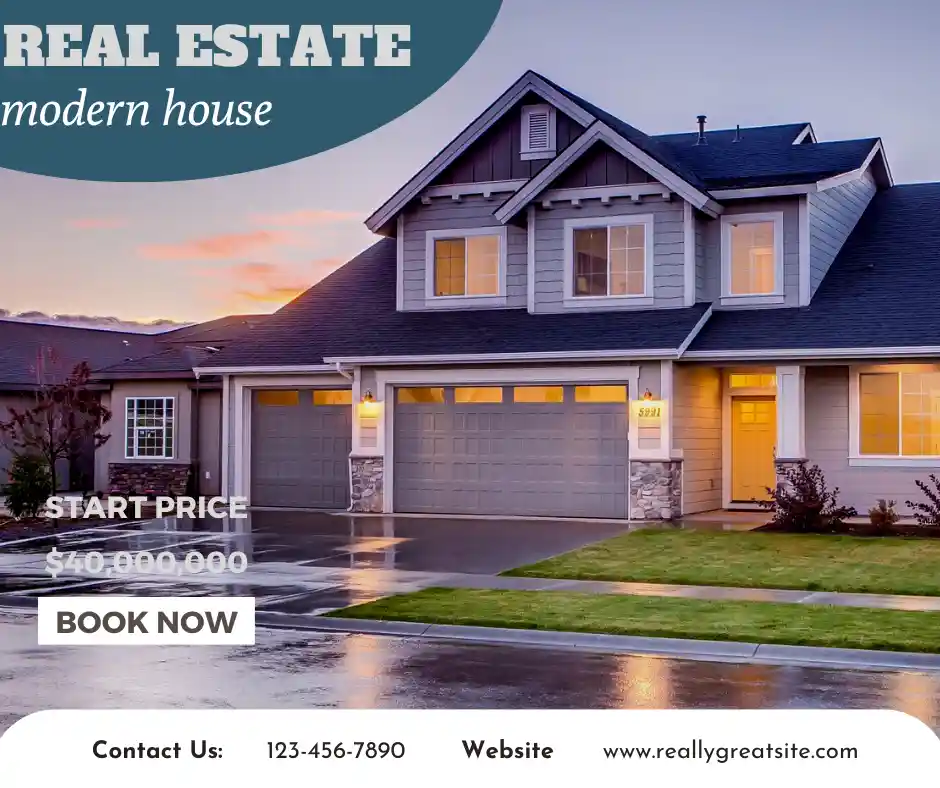 REAL ESTATE
modern house
5991
START PRICE
$40,000,000
BOOK NOW
Contact Us: 123-456-7890 Website www.reallygreatsite.com